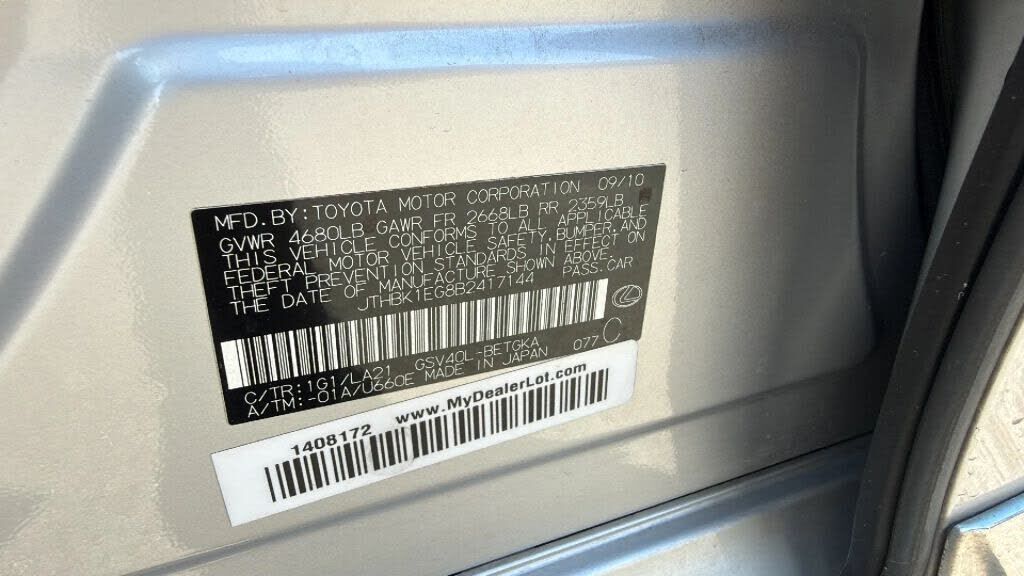 MFD. BY: TOYOTA MOTOR CORPORATION 09/10
GVWR 4680LB GAWR FR 2668LB RR 2359LB
THIS VEHICLE CONFORMS TO ALL APPLICABLE
FEDERAL MOTOR VEHICLE SAFETY, BUMPER, AND
THEFT PREVENTION STANDARDS IN EFFECT ON
THE DATE OF MANUFACTURE SHOWN ABOVE.
JTHBK1EG8B2417144 PASS. CAR
C/TR: 1G1/LA21 GSV40L-BETGKA 077 C
A/TM: -01A/U660E MADE IN JAPAN
1408172 www.MyDealerLot.com